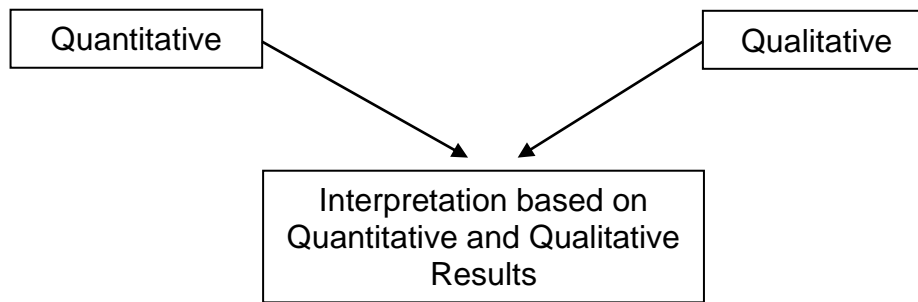 Quantitative
Qualitative
Interpretation based on
Quantitative and Qualitative
Results